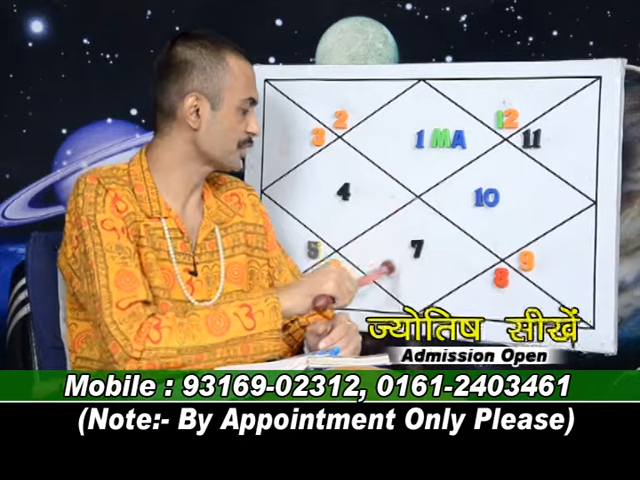 2
12
3
1 MA
11
4
10
5
7
9
8
ज्योतिष सीखें
Admission Open
Mobile : 93169-02312, 0161-2403461
(Note:- By Appointment Only Please)